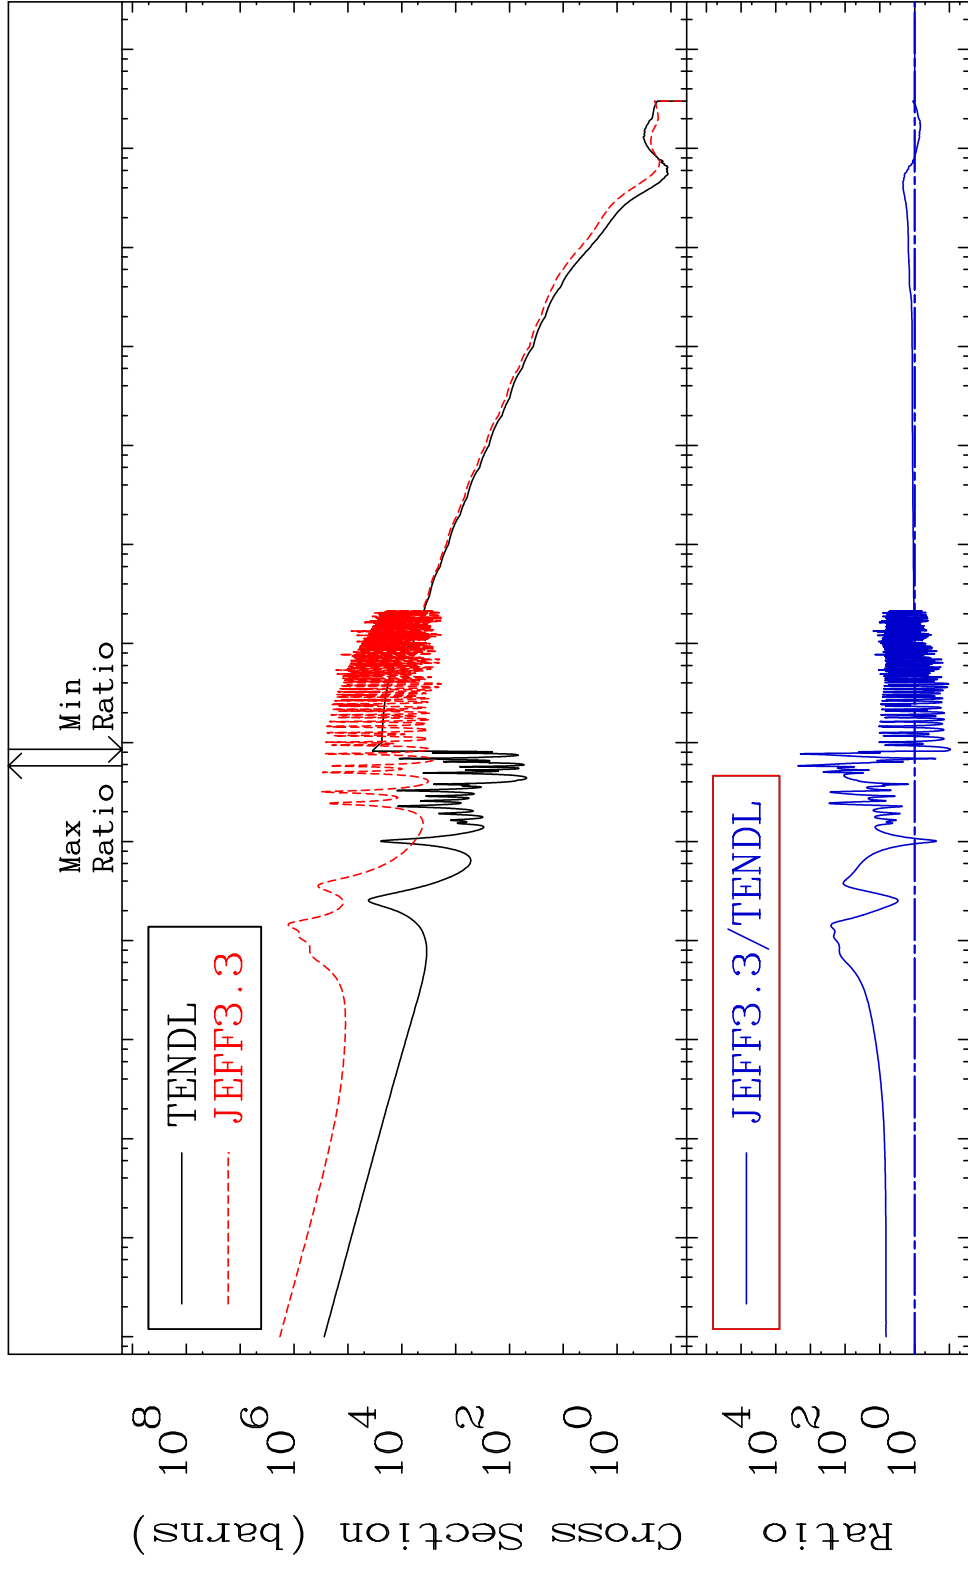 Max
Ratio
Min
Ratio
TENDL
JEFF3.3
10 8
10 6
10 4
10 2
10 0
Cross Section (barns)
JEFF3.3/TENDL
10 4
10 2
10 0
Ratio